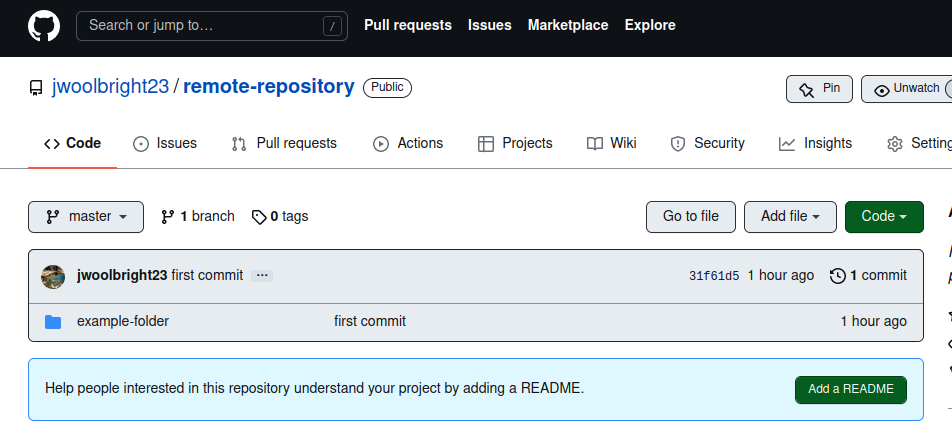 Search or jump to… / Pull requests Issues Marketplace Explore
jwoolbright23 / remote-repository Public Pin Unwatch
Code Issues Pull requests Actions Projects Wiki Security Insights Setting
master 1 branch 0 tags Go to file Add file Code
jwoolbright23 first commit ... 31f61d5 1 hour ago 1 commit
example-folder first commit 1 hour ago
Help people interested in this repository understand your project by adding a README. Add a README